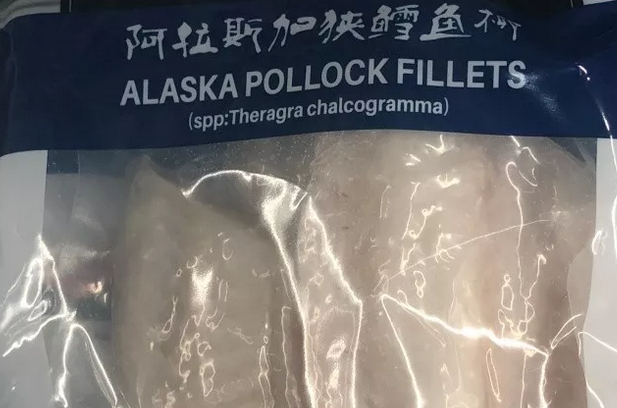 阿拉斯加狭鳕鱼柳
ALASKA POLLOCK FILLETS
(spp:Theragra chalcogramma)